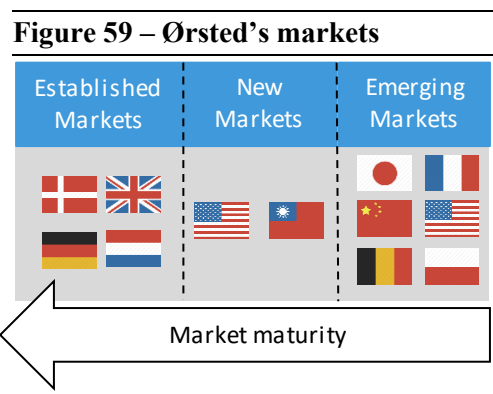 Figure 59 – Ørsted's markets
Established
Markets
New
Markets
Emerging
Markets
Market maturity